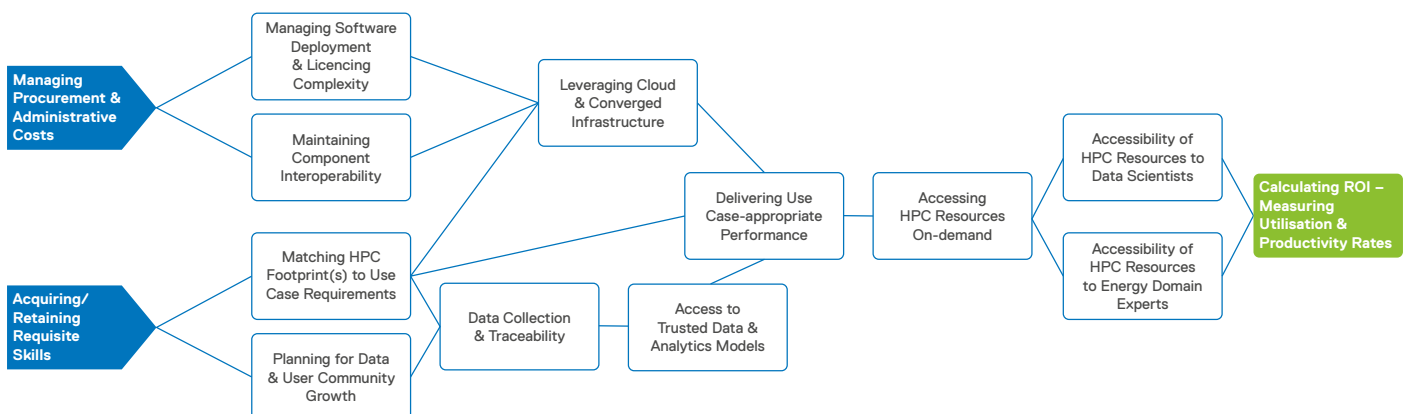 Managing
Procurement &
Administrative
Costs
Managing Software
Deployment
& Licencing
Complexity
Maintaining
Component
Interoperability
Acquiring/
Retaining
Requisite
Skills
Matching HPC
Footprint(s) to Use
Case Requirements
Planning for Data
& User Community
Growth
Leveraging Cloud
& Converged
Infrastructure
Data Collection
& Traceability
Access to
Trusted Data &
Analytics Models
Delivering Use
Case-appropriate
Performance
Accessing
HPC Resources
On-demand
Accessibility of
HPC Resources to
Data Scientists
Accessibility of
HPC Resources
to Energy Domain
Experts
Calculating ROI –
Measuring
Utilisation &
Productivity Rates